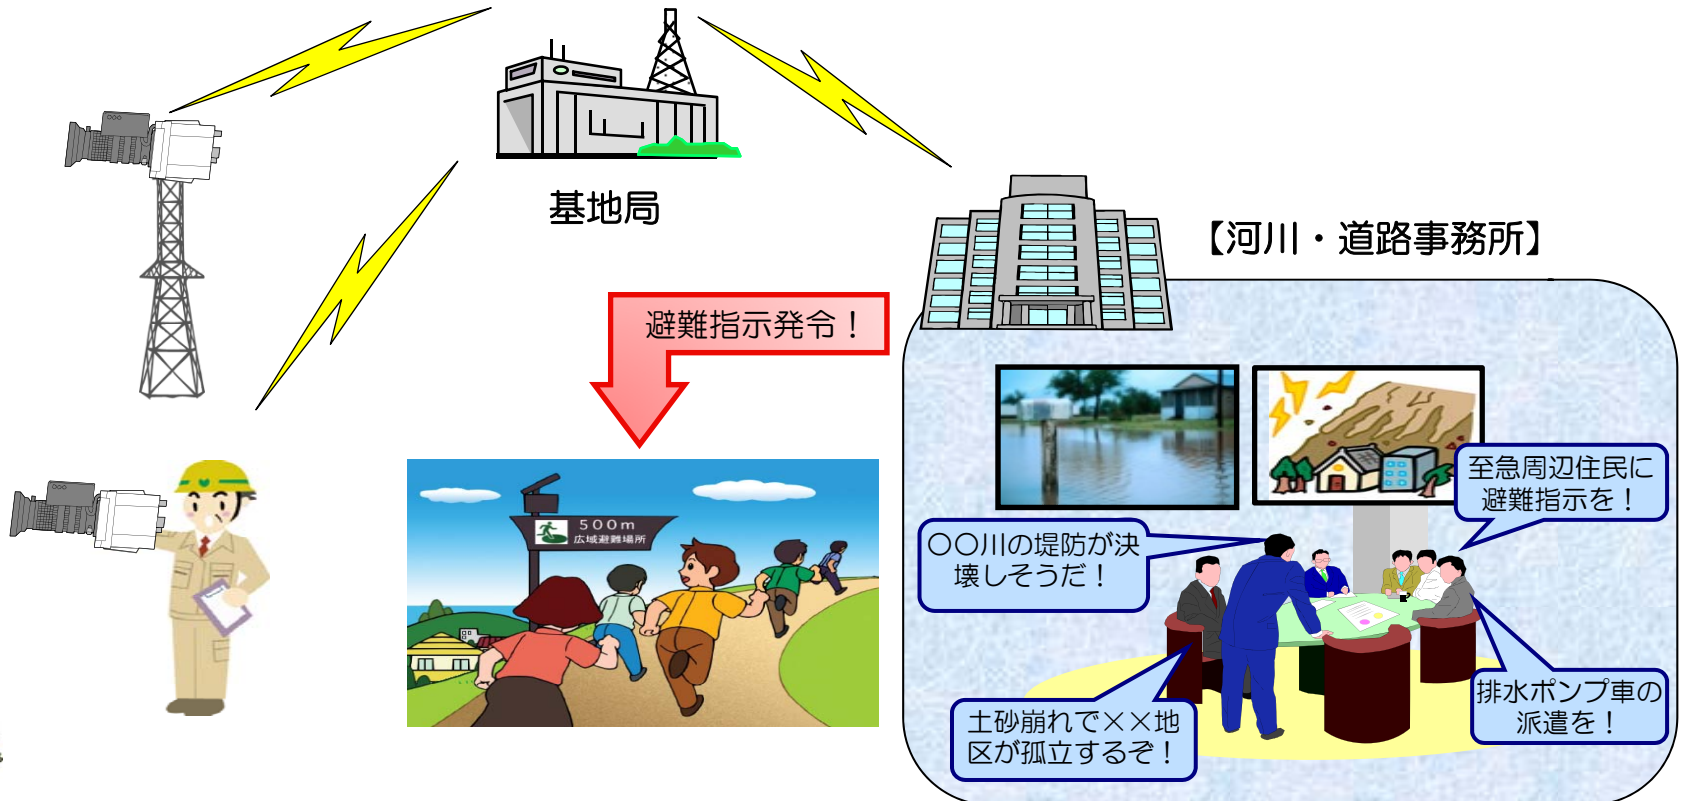 基地局
【河川・道路事務所】
避難指示発令！
500m
広域避難場所
至急周辺住民に
避難指示を！
〇〇川の堤防が決
壊しそうだ！
土砂崩れで××地
区が孤立するぞ！
排水ポンプ車の
派遣を！